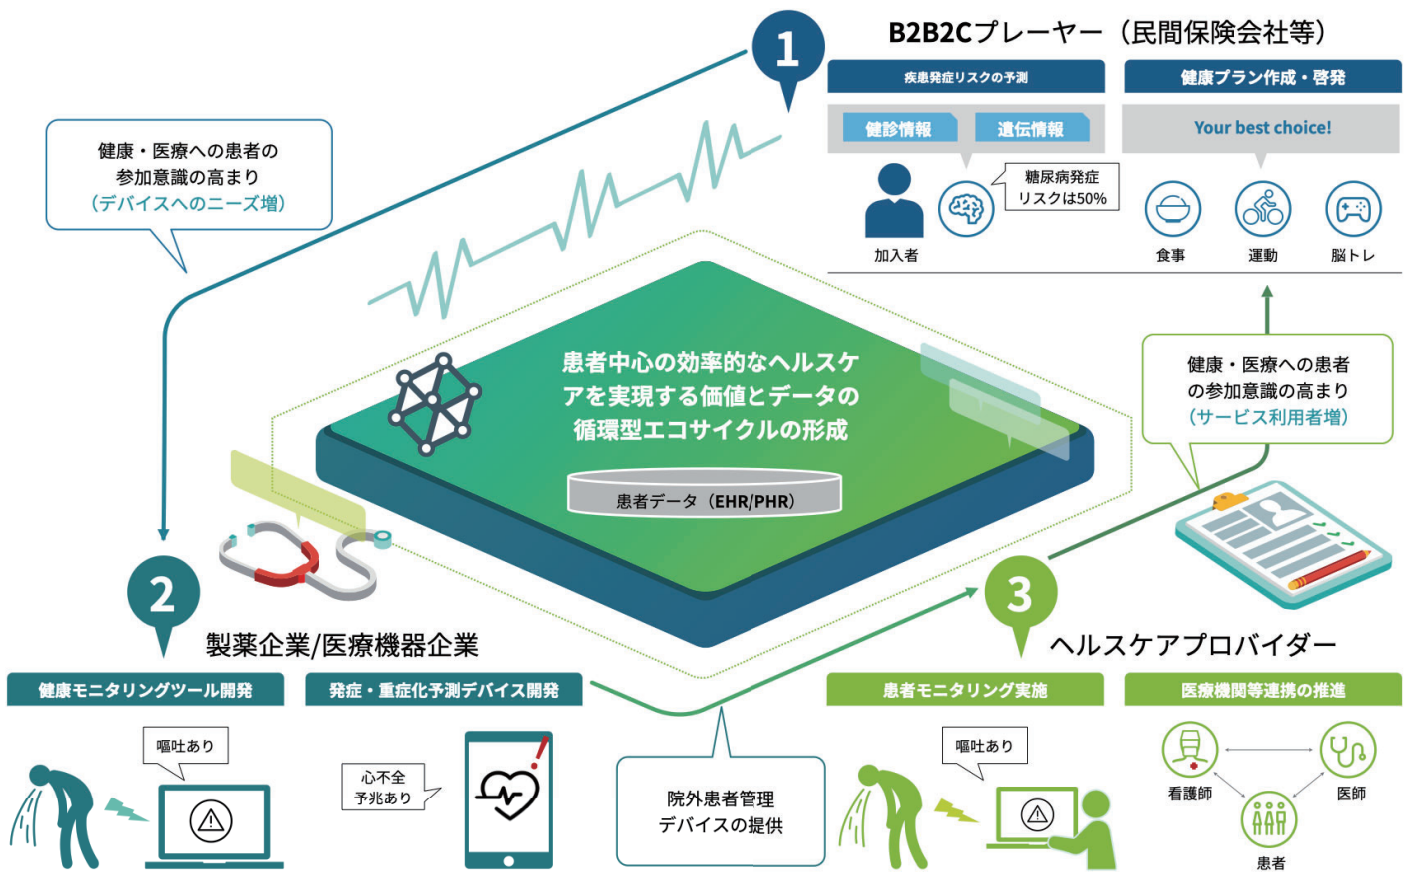 1
B2B2Cプレーヤー（民間保険会社等）
疾患発症リスクの予測
健診情報
遺伝情報
加入者
糖尿病発症
リスクは50%
健康プラン作成・啓発
Your best choice!
食事
運動
脳トレ
健康・医療への患者の
参加意識の高まり
（デバイスへのニーズ増）
患者中心の効率的なヘルスケ
アを実現する価値とデータの
循環型エコサイクルの形成
患者データ（EHR/PHR）
健康・医療への患者
の参加意識の高まり
（サービス利用者増）
2
製薬企業/医療機器企業
健康モニタリングツール開発
嘔吐あり
発症・重症化予測デバイス開発
心不全
予兆あり
院外患者管理
デバイスの提供
3
ヘルスケアプロバイダー
患者モニタリング実施
嘔吐あり
医療機関等連携の推進
看護師
医師
患者